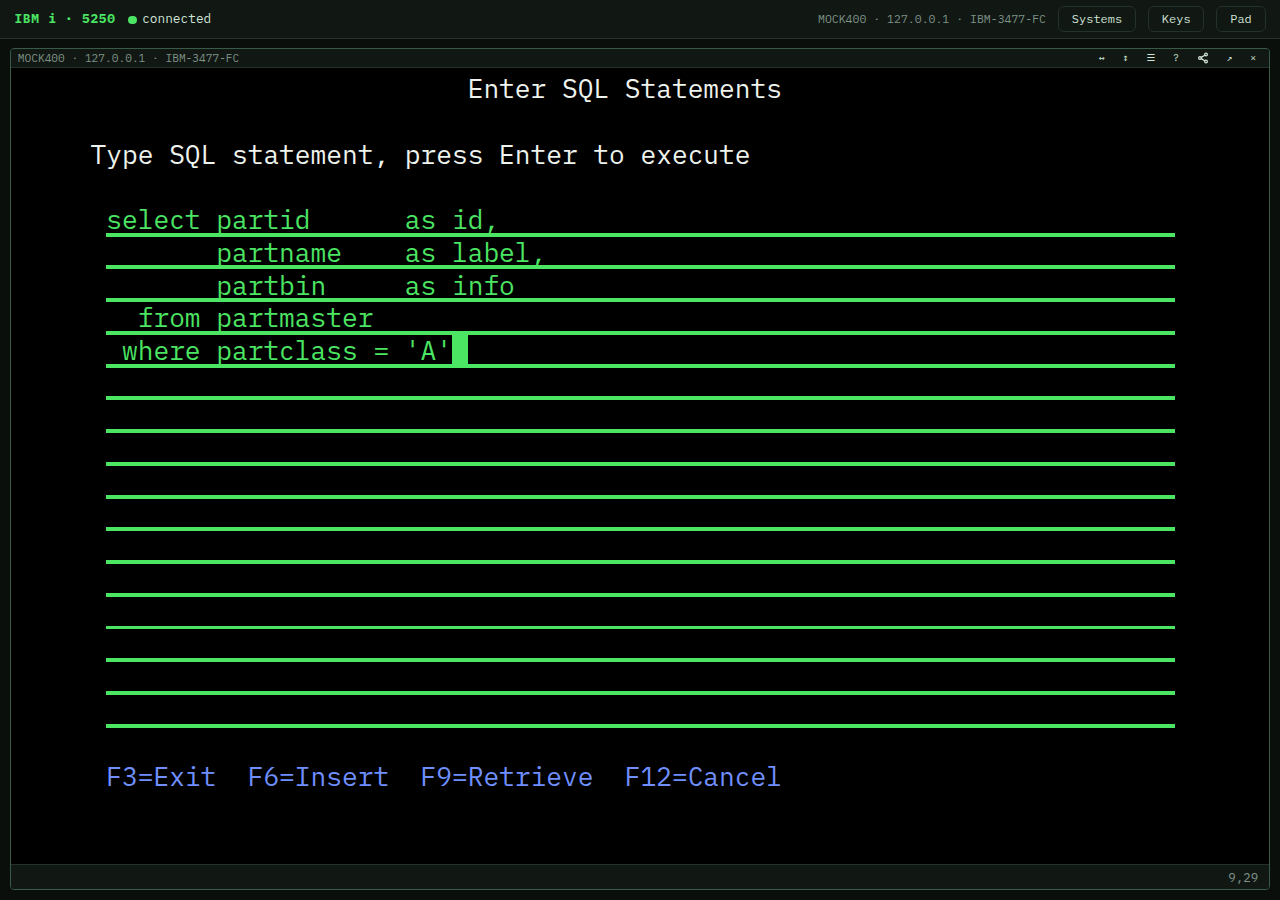 IBM i · 5250 connected MOCK400 · 127.0.0.1 · IBM-3477-FC Systems Keys Pad
MOCK400 · 127.0.0.1 · IBM-3477-FC ↔ ↕ ☰ ? ↗ ×
Enter SQL Statements
Type SQL statement, press Enter to execute
select partid      as id,
       partname    as label,
       partbin     as info
  from partmaster
 where partclass = 'A'
F3=Exit  F6=Insert  F9=Retrieve  F12=Cancel
9,29